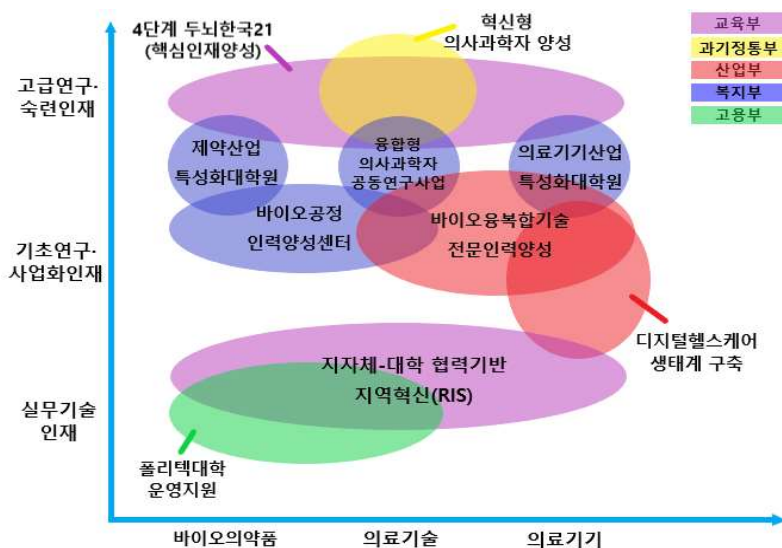 4단계 두뇌한국21
(핵심인재양성)
혁신형
의사과학자 양성
교육부
과기정통부
산업부
복지부
고용부
고급연구·
숙련인재
제약산업
특성화대학원
융합형
의사과학자
공동연구사업
의료기기산업
특성화대학원
바이오공정
인력양성센터
바이오융복합기술
전문인력양성
기초연구·
사업화인재
디지털헬스케어
생태계 구축
지자체-대학 협력기반
지역혁신(RIS)
실무기술
인재
폴리텍대학
운영지원
바이오의약품
의료기술
의료기기